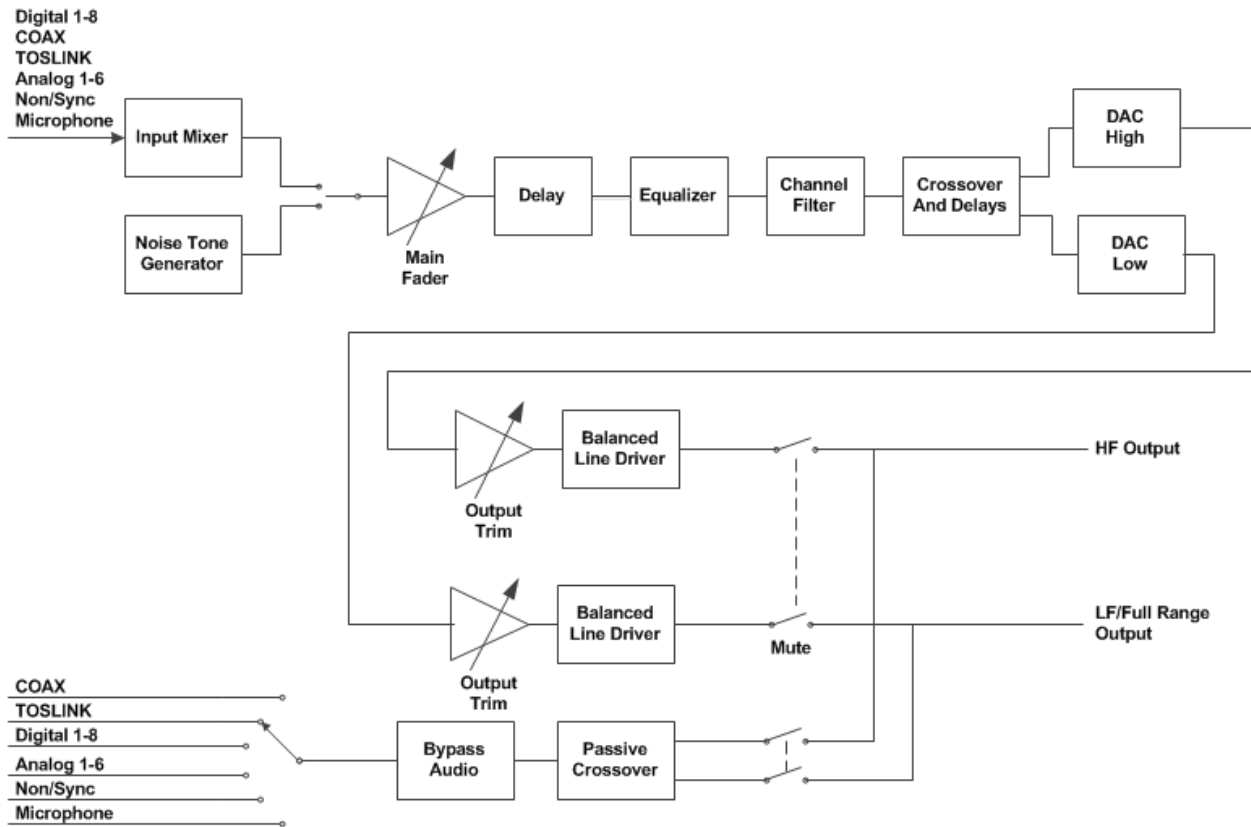 Digital 1-8
COAX
TOSLINK
Analog 1-6
Non/Sync
Microphone
Input Mixer
Noise Tone
Generator
Main
Fader
Delay
Equalizer
Channel
Filter
Crossover
And Delays
DAC
High
DAC
Low
Output
Trim
Balanced
Line Driver
HF Output
Output
Trim
Balanced
Line Driver
Mute
LF/Full Range
Output
COAX
TOSLINK
Digital 1-8
Analog 1-6
Non/Sync
Microphone
Bypass
Audio
Passive
Crossover